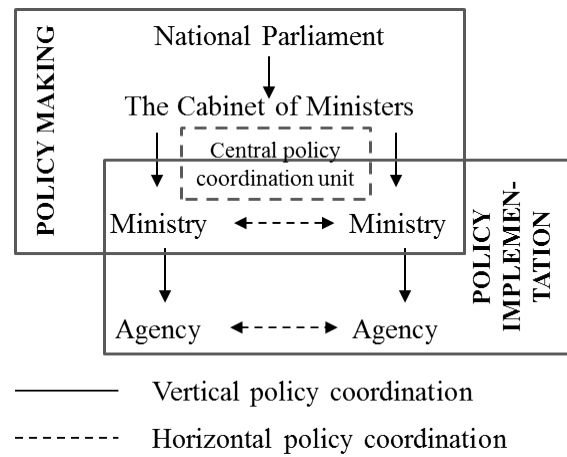 POLICY MAKING
National Parliament
The Cabinet of Ministers
Central policy
coordination unit
Ministry
Ministry
POLICY
IMPLEMEN-
TATION
Agency
Agency
Vertical policy coordination
Horizontal policy coordination